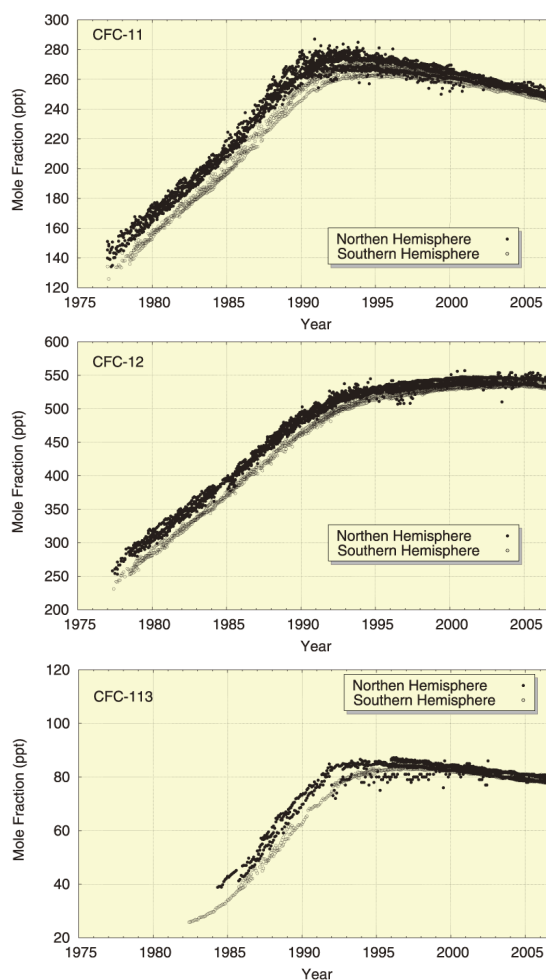 300
CFC-11
280
260
240
220
200
180
160
140
120
Mole Fraction (ppt)
Northen Hemisphere
Southern Hemisphere
1975 1980 1985 1990 1995 2000 2005
Year
600
CFC-12
550
500
450
400
350
300
250
200
Mole Fraction (ppt)
Northen Hemisphere
Southern Hemisphere
1975 1980 1985 1990 1995 2000 2005
Year
120
CFC-113
100
80
60
40
20
Mole Fraction (ppt)
Northen Hemisphere
Southern Hemisphere
1975 1980 1985 1990 1995 2000 2005
Year